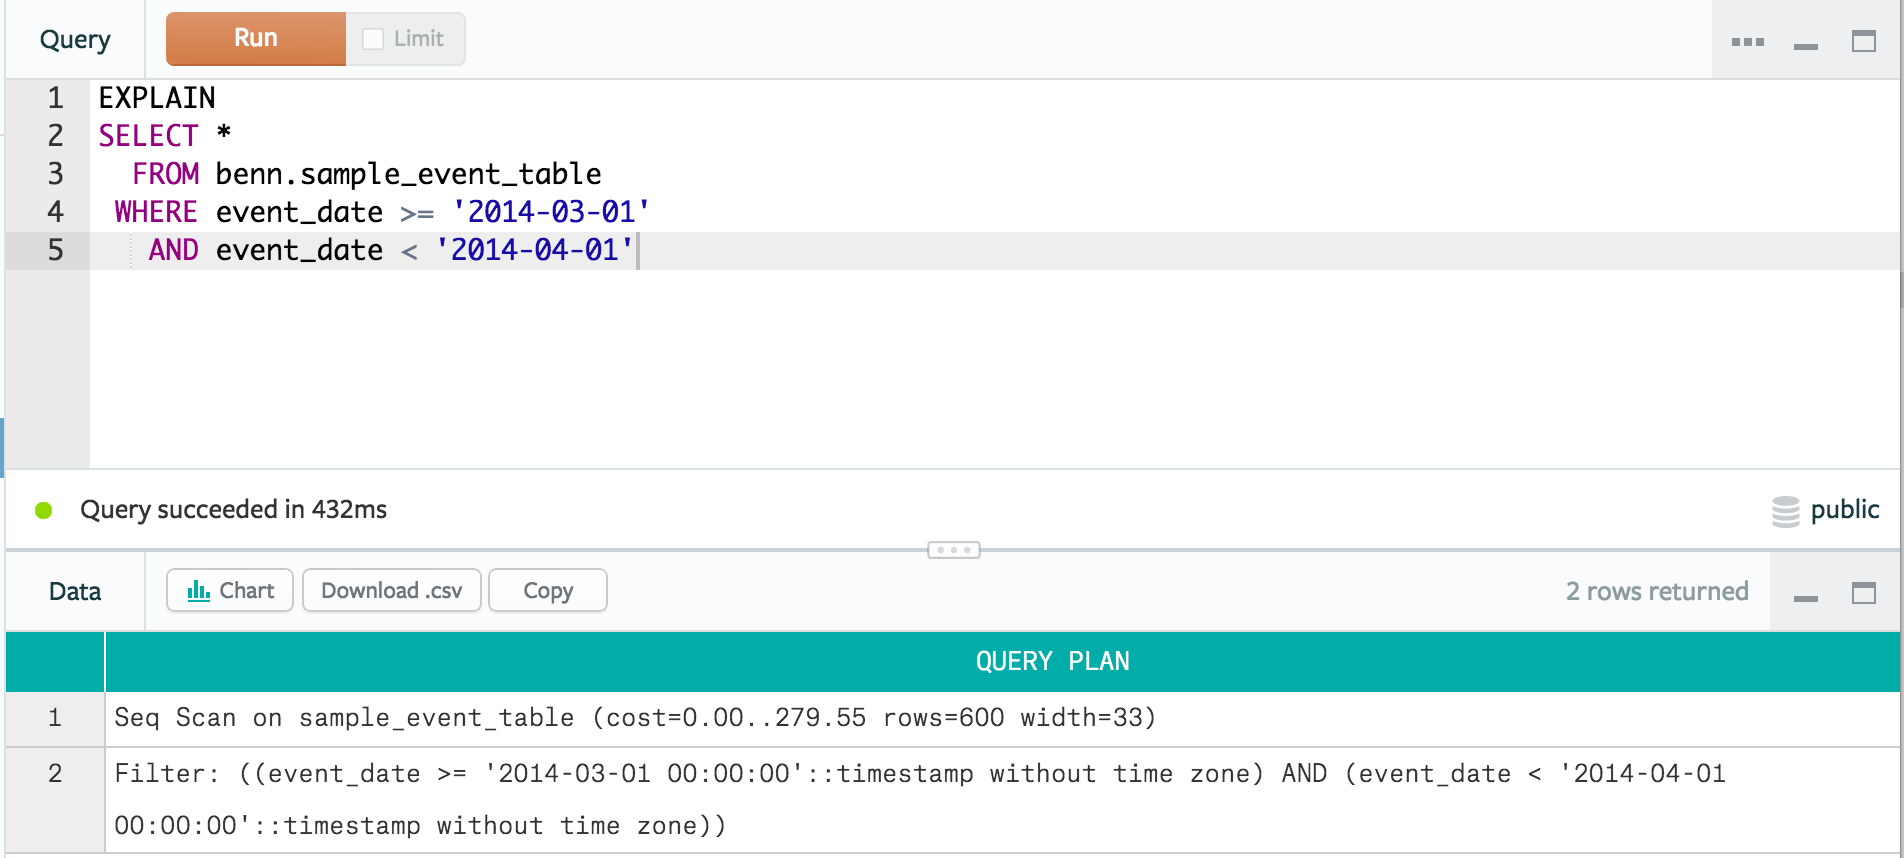 Query Run Limit
1 EXPLAIN
2 SELECT *
3 FROM benn.sample_event_table
4 WHERE event_date >= '2014-03-01'
5 AND event_date < '2014-04-01'
Query succeeded in 432ms public
Data Chart Download .csv Copy 2 rows returned
QUERY PLAN
1 Seq Scan on sample_event_table (cost=0.00..279.55 rows=600 width=33)
2 Filter: ((event_date >= '2014-03-01 00:00:00'::timestamp without time zone) AND (event_date < '2014-04-01
00:00:00'::timestamp without time zone))